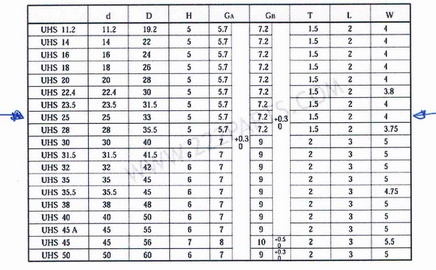 d D H GA GB T L W
UHS 11.2 11.2 19.2 5 5.7 7.2 1.5 2 4
UHS 14 14 22 5 5.7 7.2 1.5 2 4
UHS 16 16 24 5 5.7 7.2 1.5 2 4
UHS 18 18 26 5 5.7 7.2 1.5 2 4
UHS 20 20 28 5 5.7 7.2 1.5 2 4
UHS 22.4 22.4 30 5 5.7 7.2 1.5 2 3.8
UHS 23.5 23.5 31.5 5 5.7 7.2 1.5 2 4
UHS 25 25 33 5 5.7 7.2 +0.3 0 1.5 2 4
UHS 28 28 35.5 5 5.7 7.2 1.5 2 3.75
UHS 30 30 40 6 7 +0.3 0 9 2 3 5
UHS 31.5 31.5 41.5 6 7 9 2 3 5
UHS 32 32 42 6 7 9 2 3 5
UHS 35 35 45 6 7 9 2 3 5
UHS 35.5 35.5 45 6 7 9 2 3 4.75
UHS 38 38 48 6 7 9 2 3 5
UHS 40 40 50 6 7 9 2 3 5
UHS 45 A 45 55 6 7 9 2 3 5
UHS 45 45 56 7 8 10 +0.5 0 2 3 5.5
UHS 50 50 60 6 7 9 +0.3 0 2 3 5